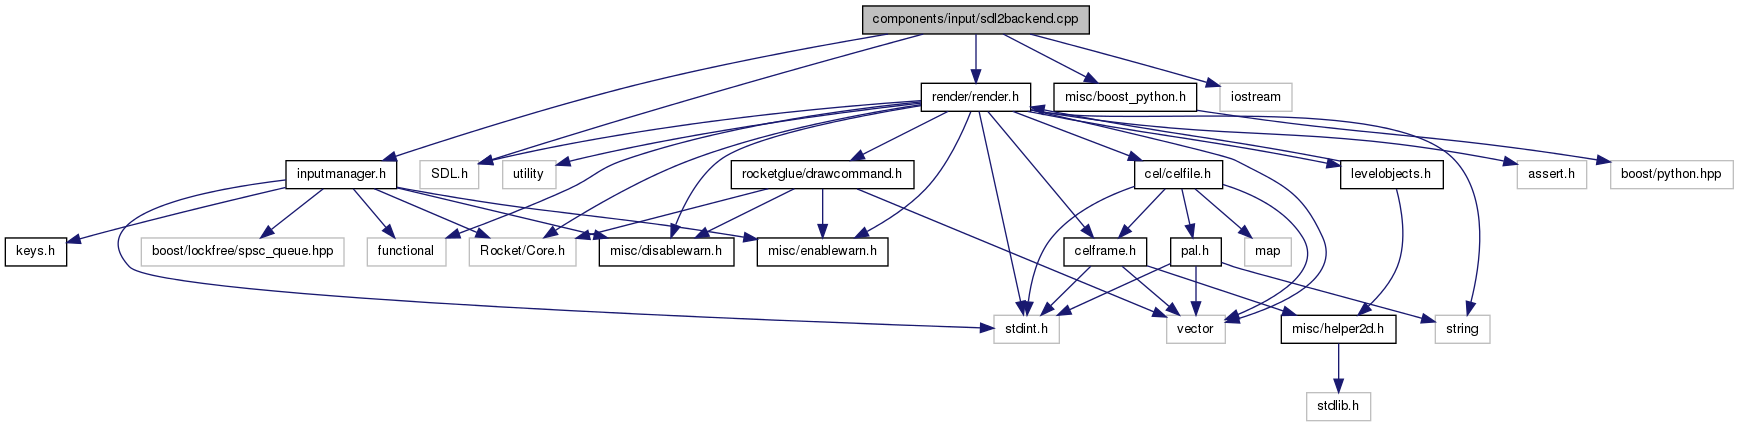 components/input/sdl2backend.cpp
render/render.h
misc/boost_python.h
iostream
inputmanager.h
SDL.h
utility
rocketglue/drawcommand.h
cel/celfile.h
levelobjects.h
assert.h
boost/python.hpp
keys.h
boost/lockfree/spsc_queue.hpp
functional
Rocket/Core.h
misc/disablewarn.h
misc/enablewarn.h
celframe.h
pal.h
map
stdint.h
vector
misc/helper2d.h
string
stdlib.h